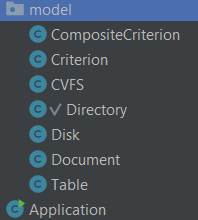 model
CompositeCriterion
Criterion
CVFS
Directory
Disk
Document
Table
Application